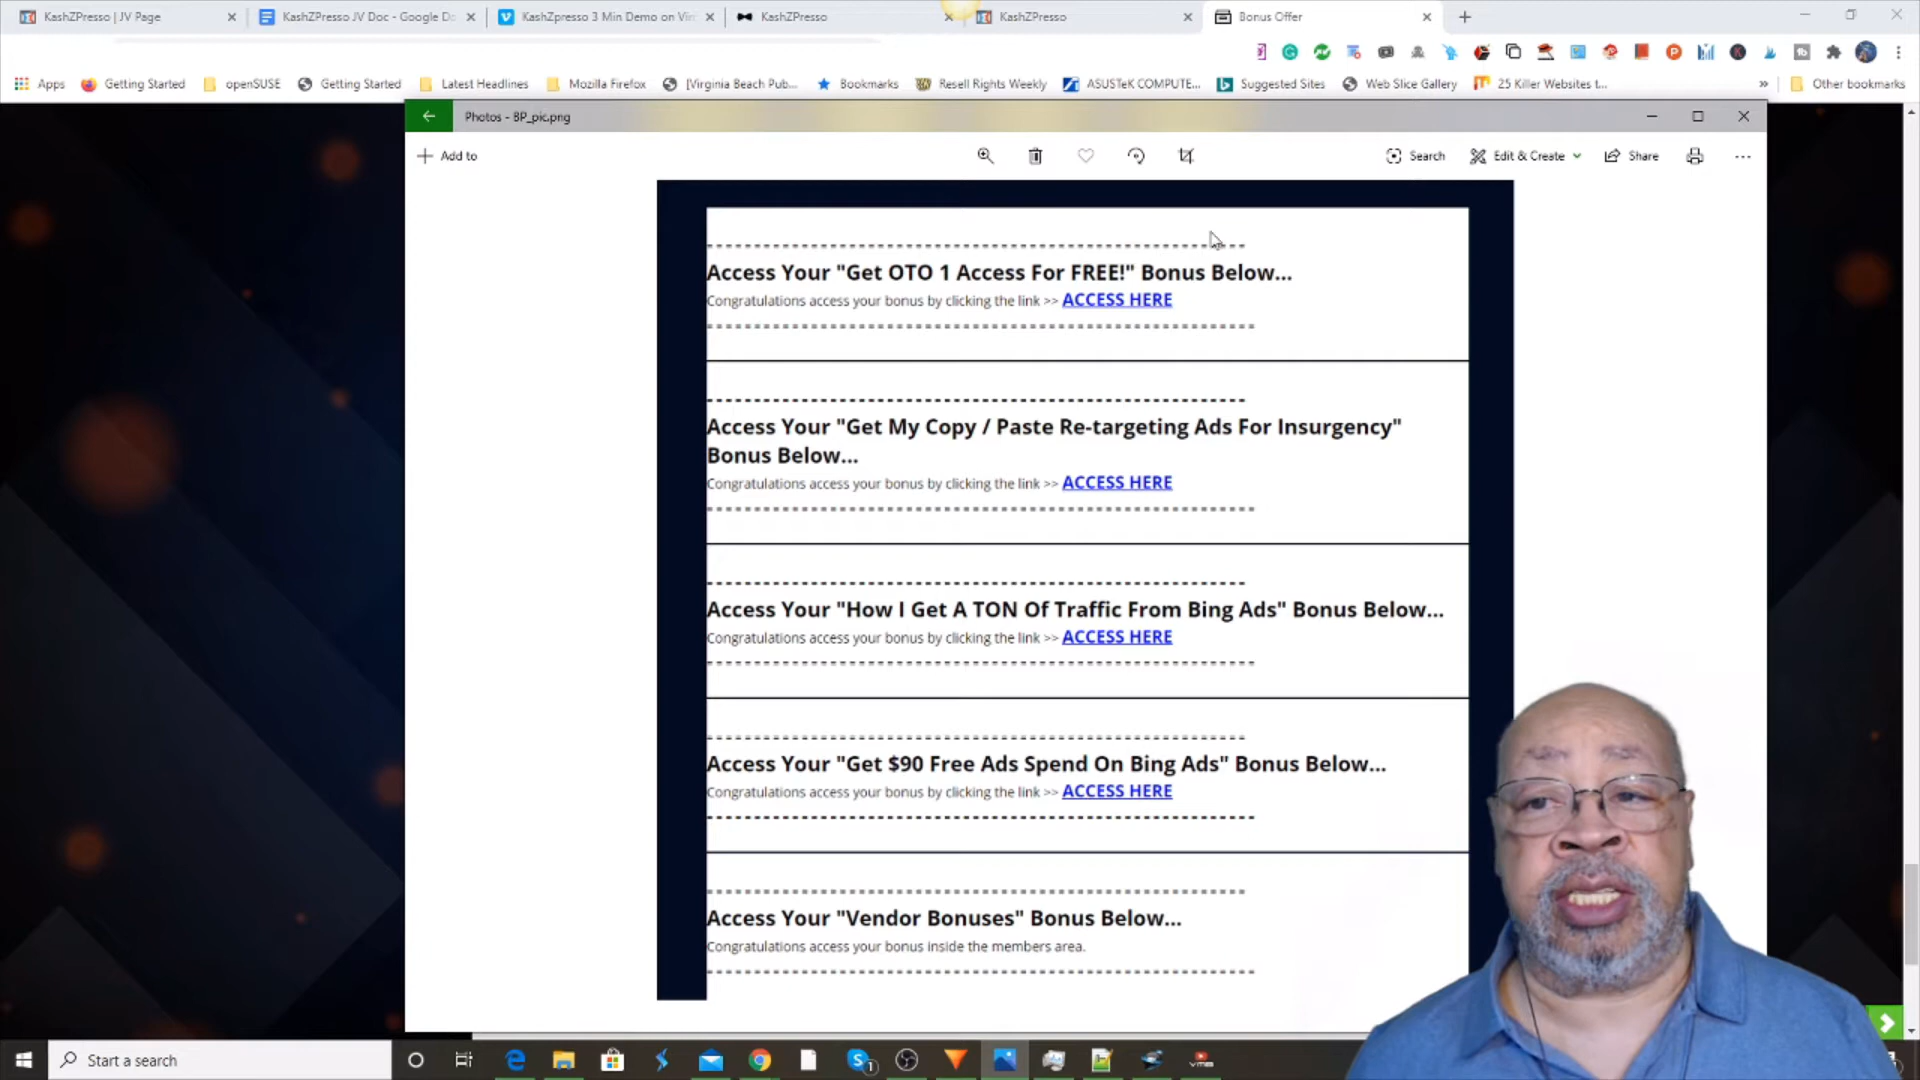 KashZPresso | JV Page
KashZPresso JV Doc - Google Do
KashZpresso 3 Min Demo on Vim
KashZPresso
KashZPresso
Bonus Offer
Apps
Getting Started
openSUSE
Getting Started
Latest Headlines
Mozilla Firefox
[Virginia Beach Pub...
Bookmarks
Resell Rights Weekly
ASUSTeK COMPUTE...
Suggested Sites
Web Slice Gallery
25 Killer Websites t...
»
Other bookmarks
Photos - BP_pic.png
Add to
Search
Edit & Create
Share
Access Your "Get OTO 1 Access For FREE!" Bonus Below...
Congratulations access your bonus by clicking the link >> ACCESS HERE
Access Your "Get My Copy / Paste Re-targeting Ads For Insurgency"
Bonus Below...
Congratulations access your bonus by clicking the link >> ACCESS HERE
Access Your "How I Get A TON Of Traffic From Bing Ads" Bonus Below...
Congratulations access your bonus by clicking the link >> ACCESS HERE
Access Your "Get $90 Free Ads Spend On Bing Ads" Bonus Below...
Congratulations access your bonus by clicking the link >> ACCESS HERE
Access Your "Vendor Bonuses" Bonus Below...
Congratulations access your bonus inside the members area.
Start a search